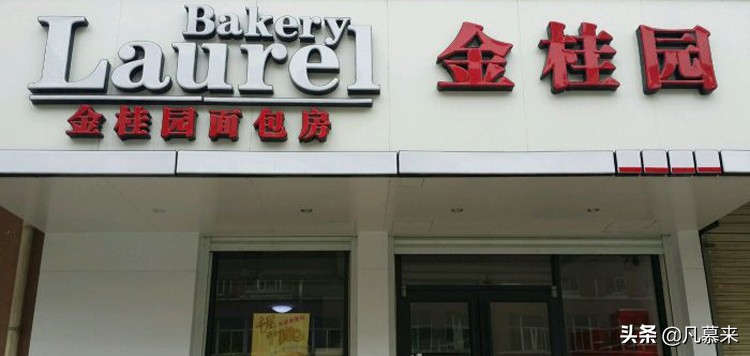 Bakery
Laurel
金桂园面包房
金桂园
头条 @凡慕来